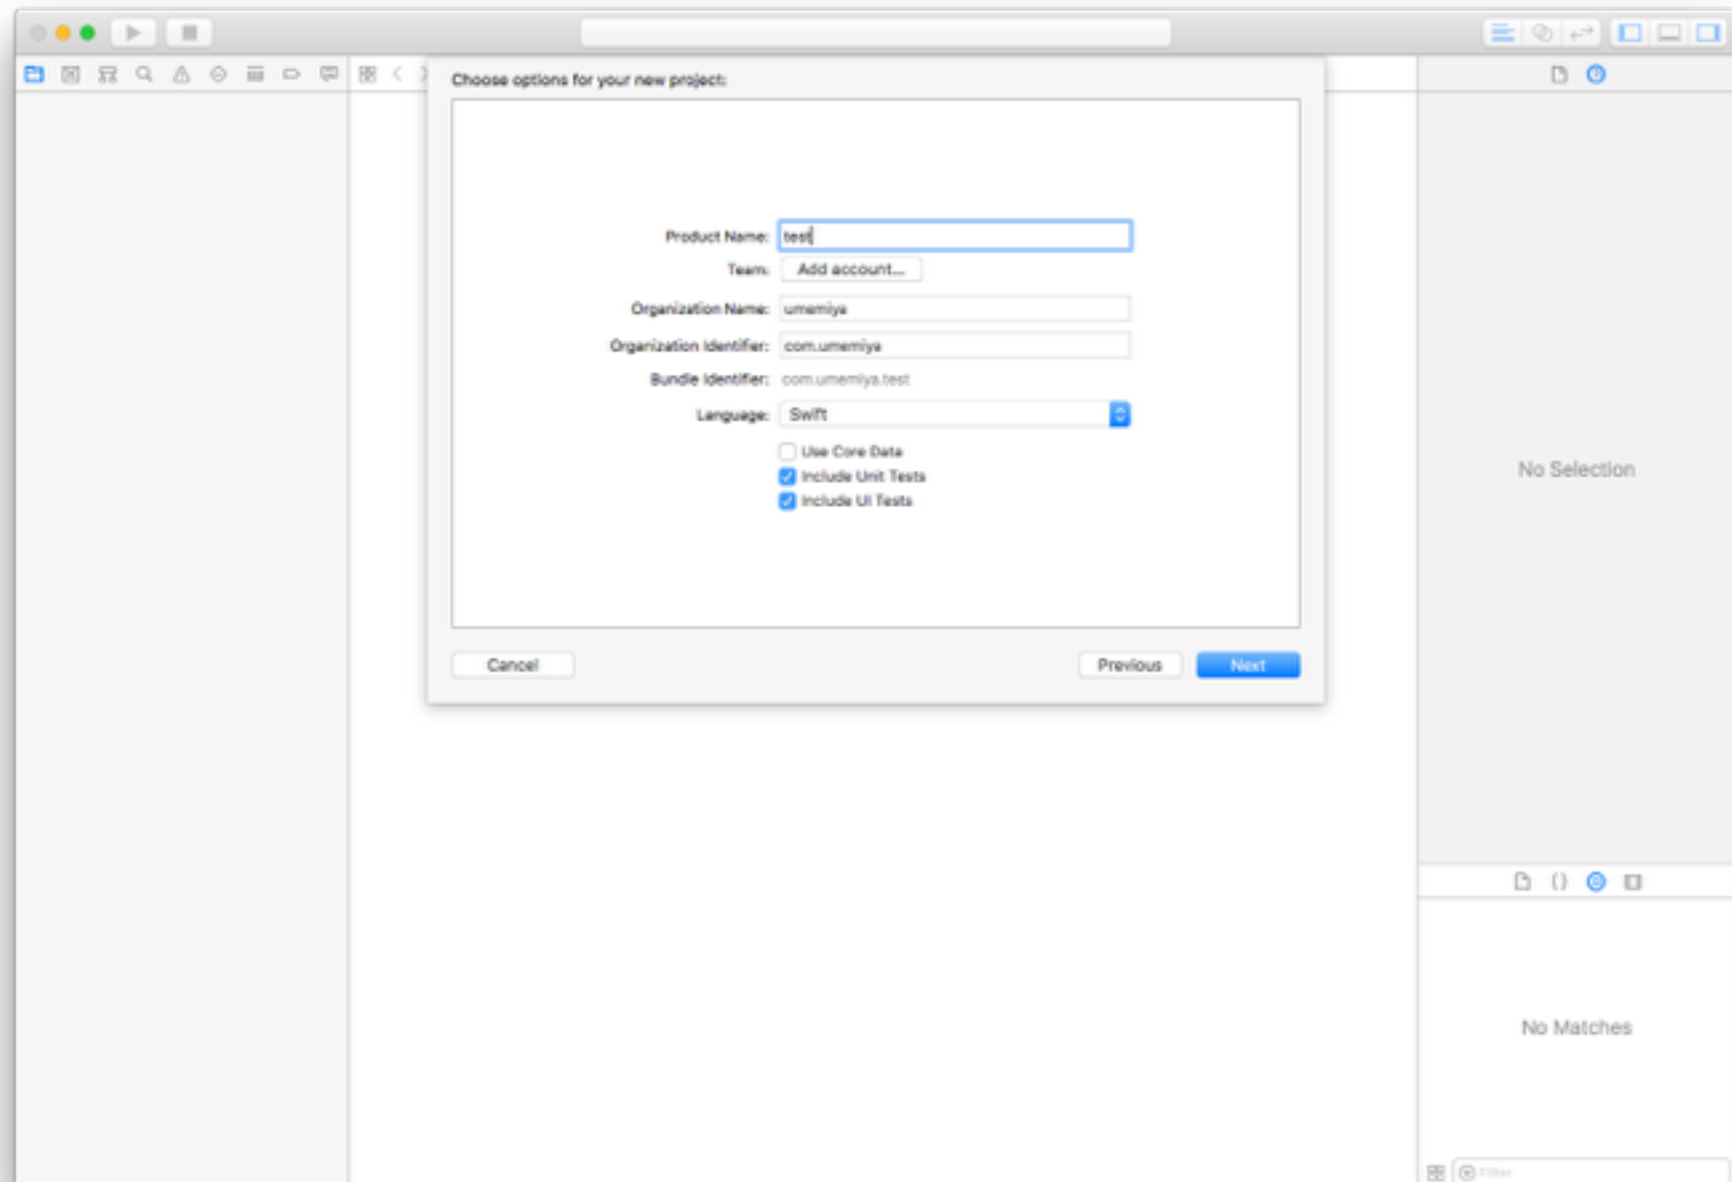 Choose options for your new project:
Product Name: test
Team: Add account...
Organization Name: umemiya
Organization Identifier: com.umemiya
Bundle Identifier: com.umemiya.test
Language: Swift
Use Core Data
Include Unit Tests
Include UI Tests
Cancel
Previous
Next
No Selection
No Matches
Filter